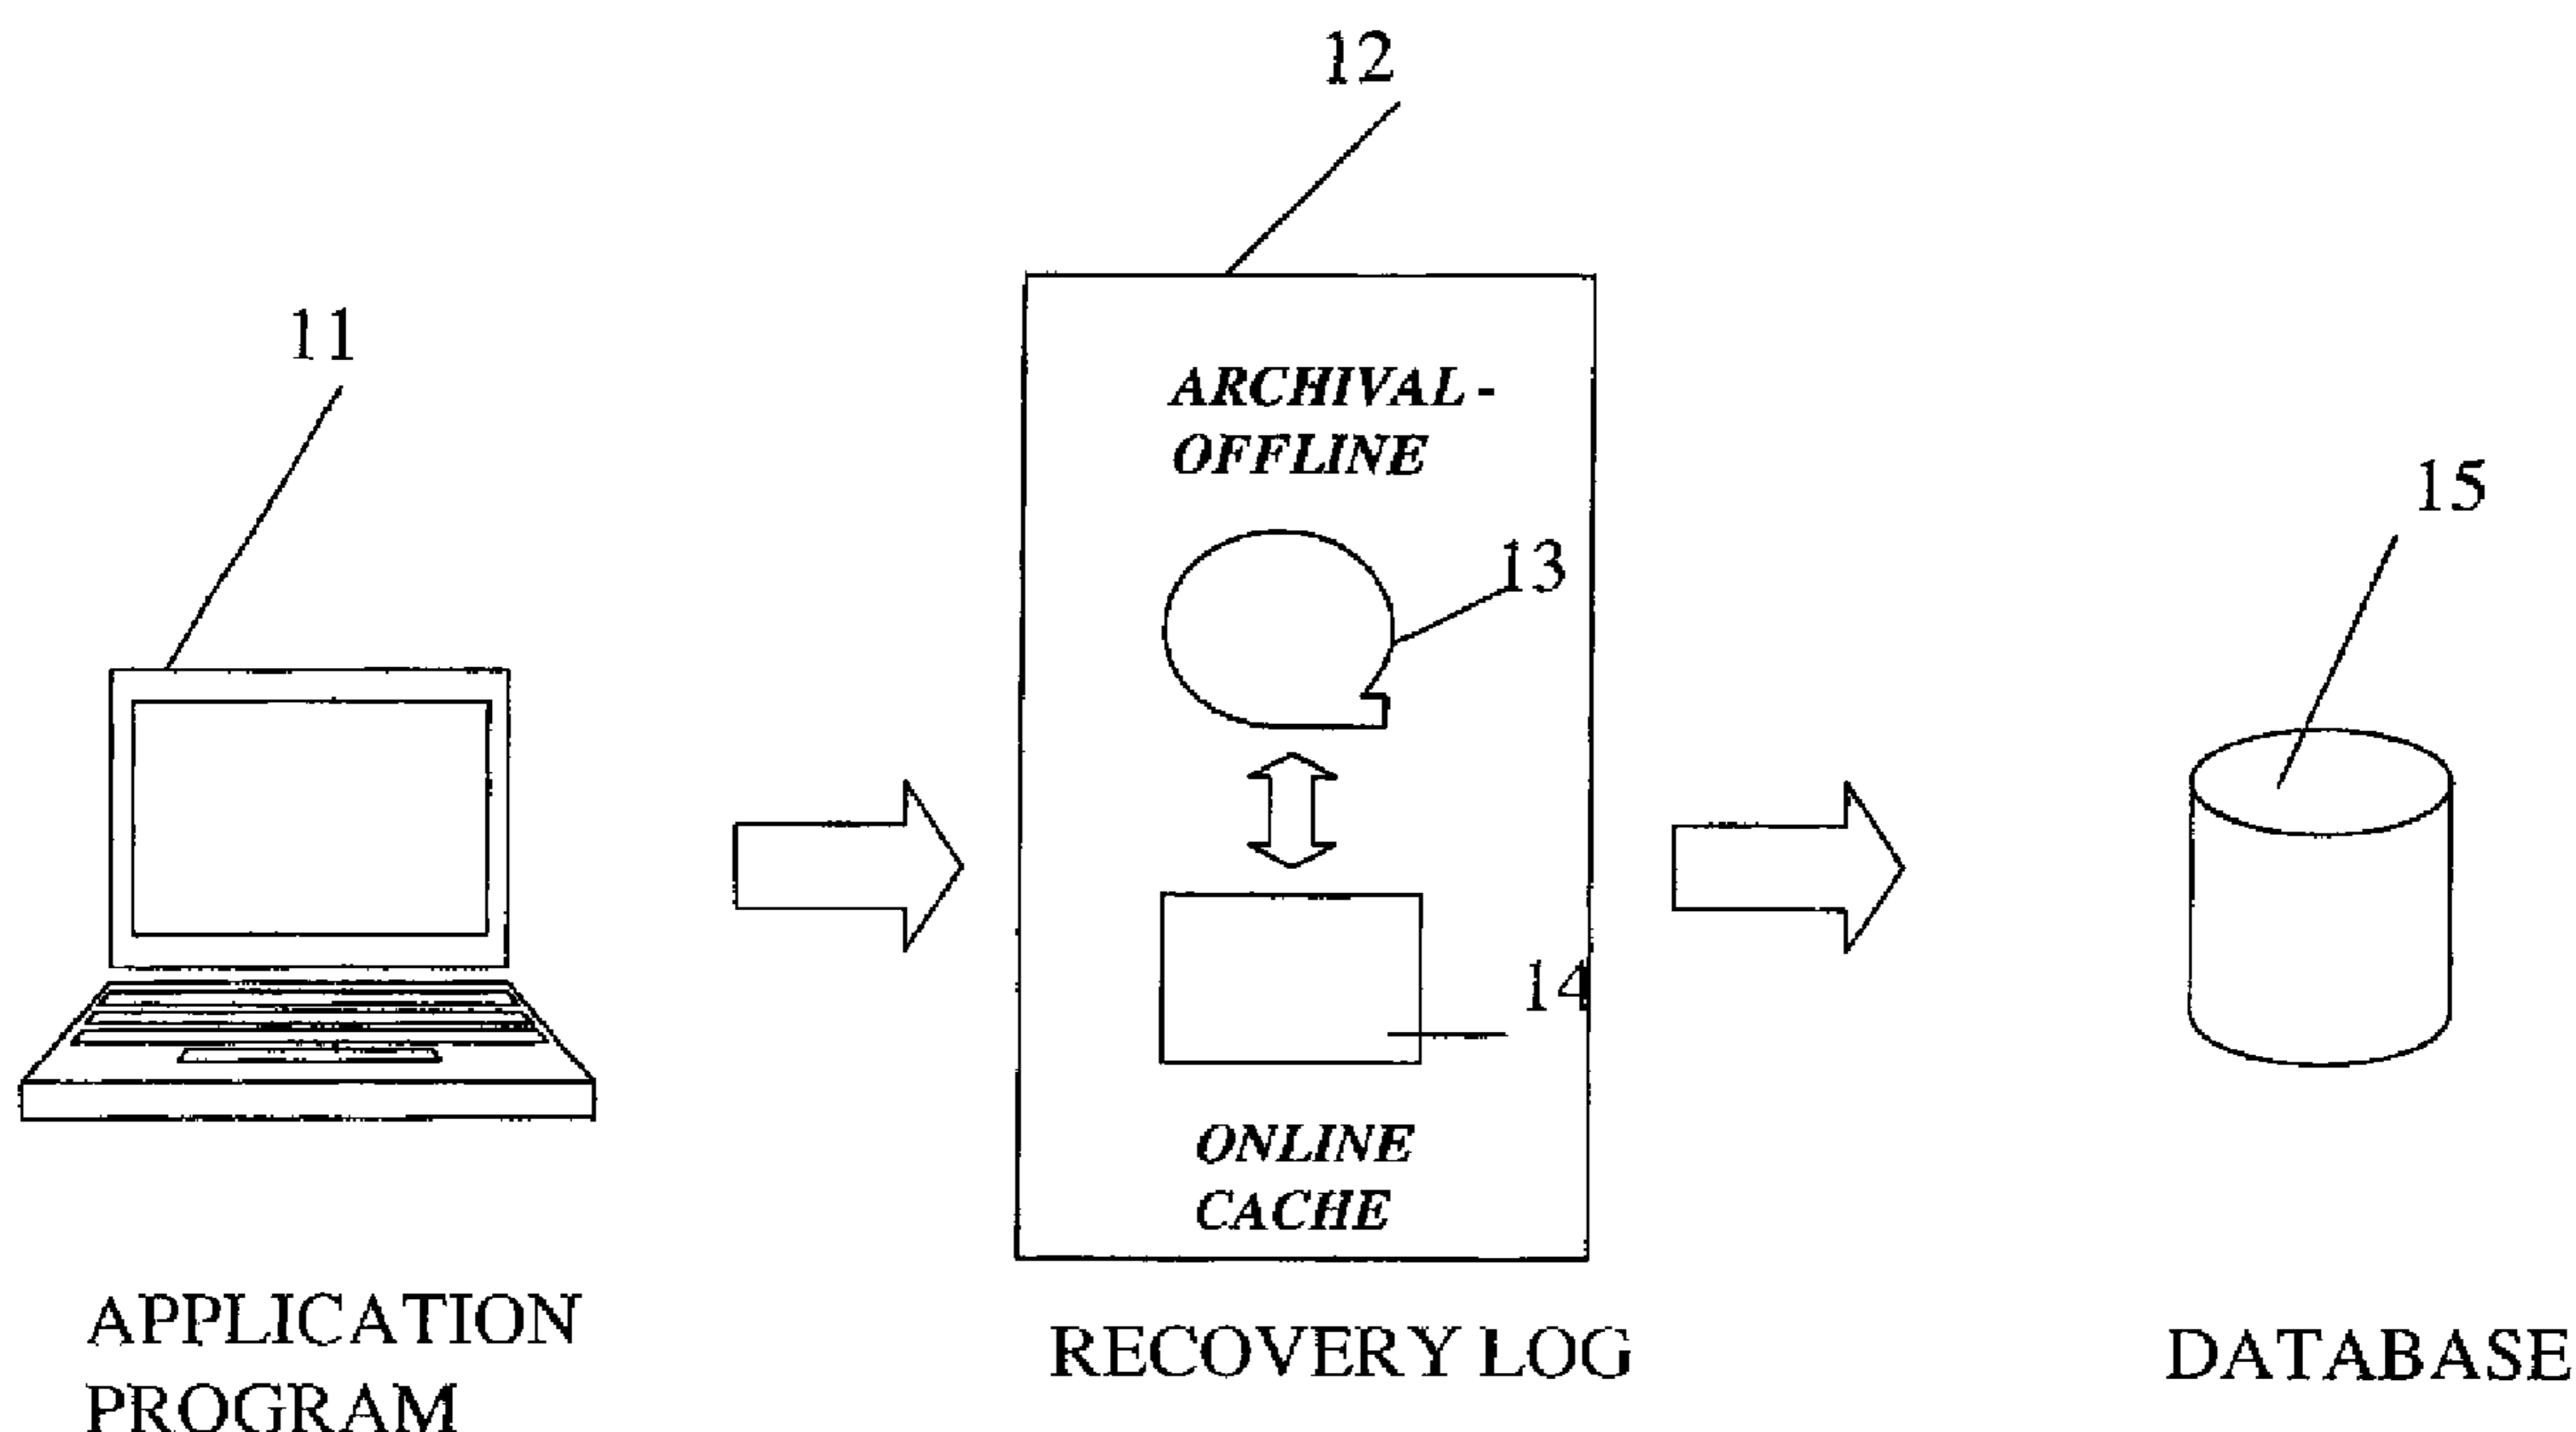 12
11
ARCHIVAL -
OFFLINE
13
15
14
ONLINE
CACHE
APPLICATION
PROGRAM
RECOVERY LOG
DATABASE